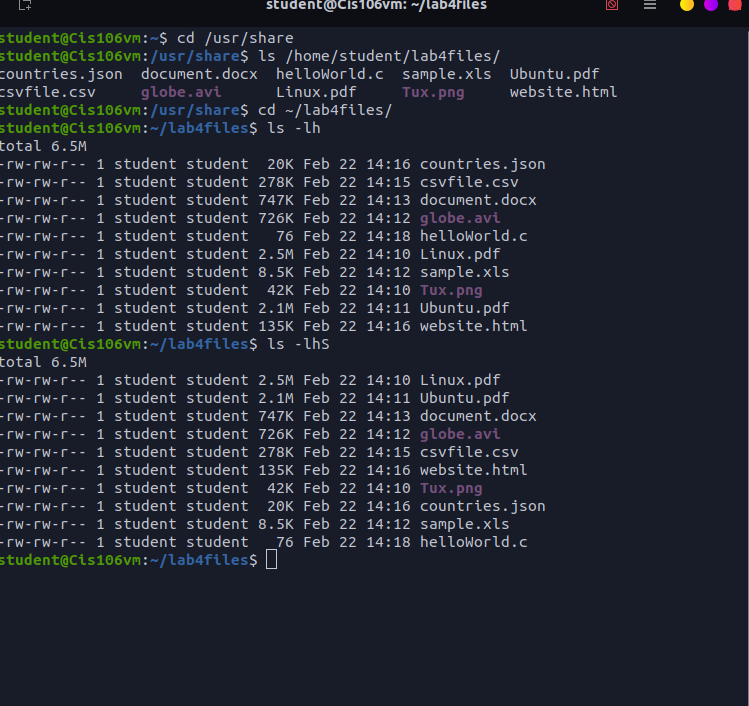 student@Cis106vm: ~/lab4files
student@Cis106vm:~$ cd /usr/share
student@Cis106vm:/usr/share$ ls /home/student/lab4files/
countries.json  document.docx  helloWorld.c  sample.xls  Ubuntu.pdf
csvfile.csv     globe.avi      Linux.pdf     Tux.png     website.html
student@Cis106vm:/usr/share$ cd ~/lab4files/
student@Cis106vm:~/lab4files$ ls -lh
total 6.5M
-rw-rw-r-- 1 student student  20K Feb 22 14:16 countries.json
-rw-rw-r-- 1 student student 278K Feb 22 14:15 csvfile.csv
-rw-rw-r-- 1 student student 747K Feb 22 14:13 document.docx
-rw-rw-r-- 1 student student 726K Feb 22 14:12 globe.avi
-rw-rw-r-- 1 student student   76 Feb 22 14:18 helloWorld.c
-rw-rw-r-- 1 student student 2.5M Feb 22 14:10 Linux.pdf
-rw-rw-r-- 1 student student 8.5K Feb 22 14:12 sample.xls
-rw-rw-r-- 1 student student  42K Feb 22 14:10 Tux.png
-rw-rw-r-- 1 student student 2.1M Feb 22 14:11 Ubuntu.pdf
-rw-rw-r-- 1 student student 135K Feb 22 14:16 website.html
student@Cis106vm:~/lab4files$ ls -lhS
total 6.5M
-rw-rw-r-- 1 student student 2.5M Feb 22 14:10 Linux.pdf
-rw-rw-r-- 1 student student 2.1M Feb 22 14:11 Ubuntu.pdf
-rw-rw-r-- 1 student student 747K Feb 22 14:13 document.docx
-rw-rw-r-- 1 student student 726K Feb 22 14:12 globe.avi
-rw-rw-r-- 1 student student 278K Feb 22 14:15 csvfile.csv
-rw-rw-r-- 1 student student 135K Feb 22 14:16 website.html
-rw-rw-r-- 1 student student  42K Feb 22 14:10 Tux.png
-rw-rw-r-- 1 student student  20K Feb 22 14:16 countries.json
-rw-rw-r-- 1 student student 8.5K Feb 22 14:12 sample.xls
-rw-rw-r-- 1 student student   76 Feb 22 14:18 helloWorld.c
student@Cis106vm:~/lab4files$